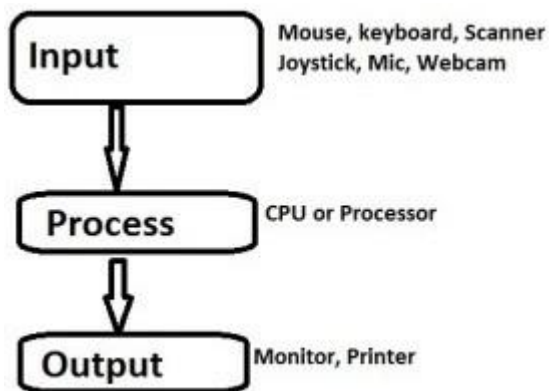 Input
Mouse, keyboard, Scanner
Joystick, Mic, Webcam
Process
CPU or Processor
Output
Monitor, Printer